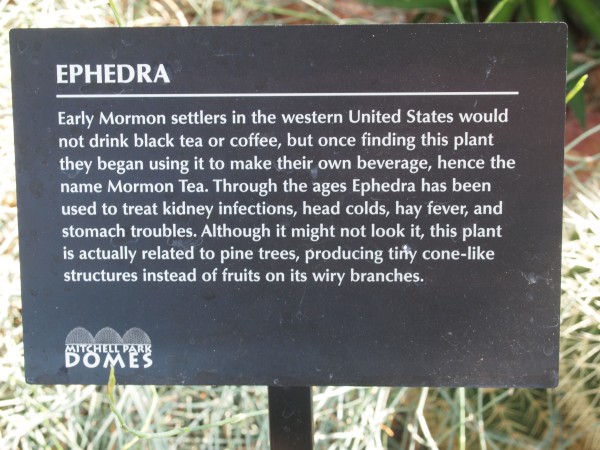 EPHEDRA
Early Mormon settlers in the western United States would
not drink black tea or coffee, but once finding this plant
they began using it to make their own beverage, hence the
name Mormon Tea. Through the ages Ephedra has been
used to treat kidney infections, head colds, hay fever, and
stomach troubles. Although it might not look it, this plant
is actually related to pine trees, producing tiny cone-like
structures instead of fruits on its wiry branches.
MITCHELL PARK
DOMES